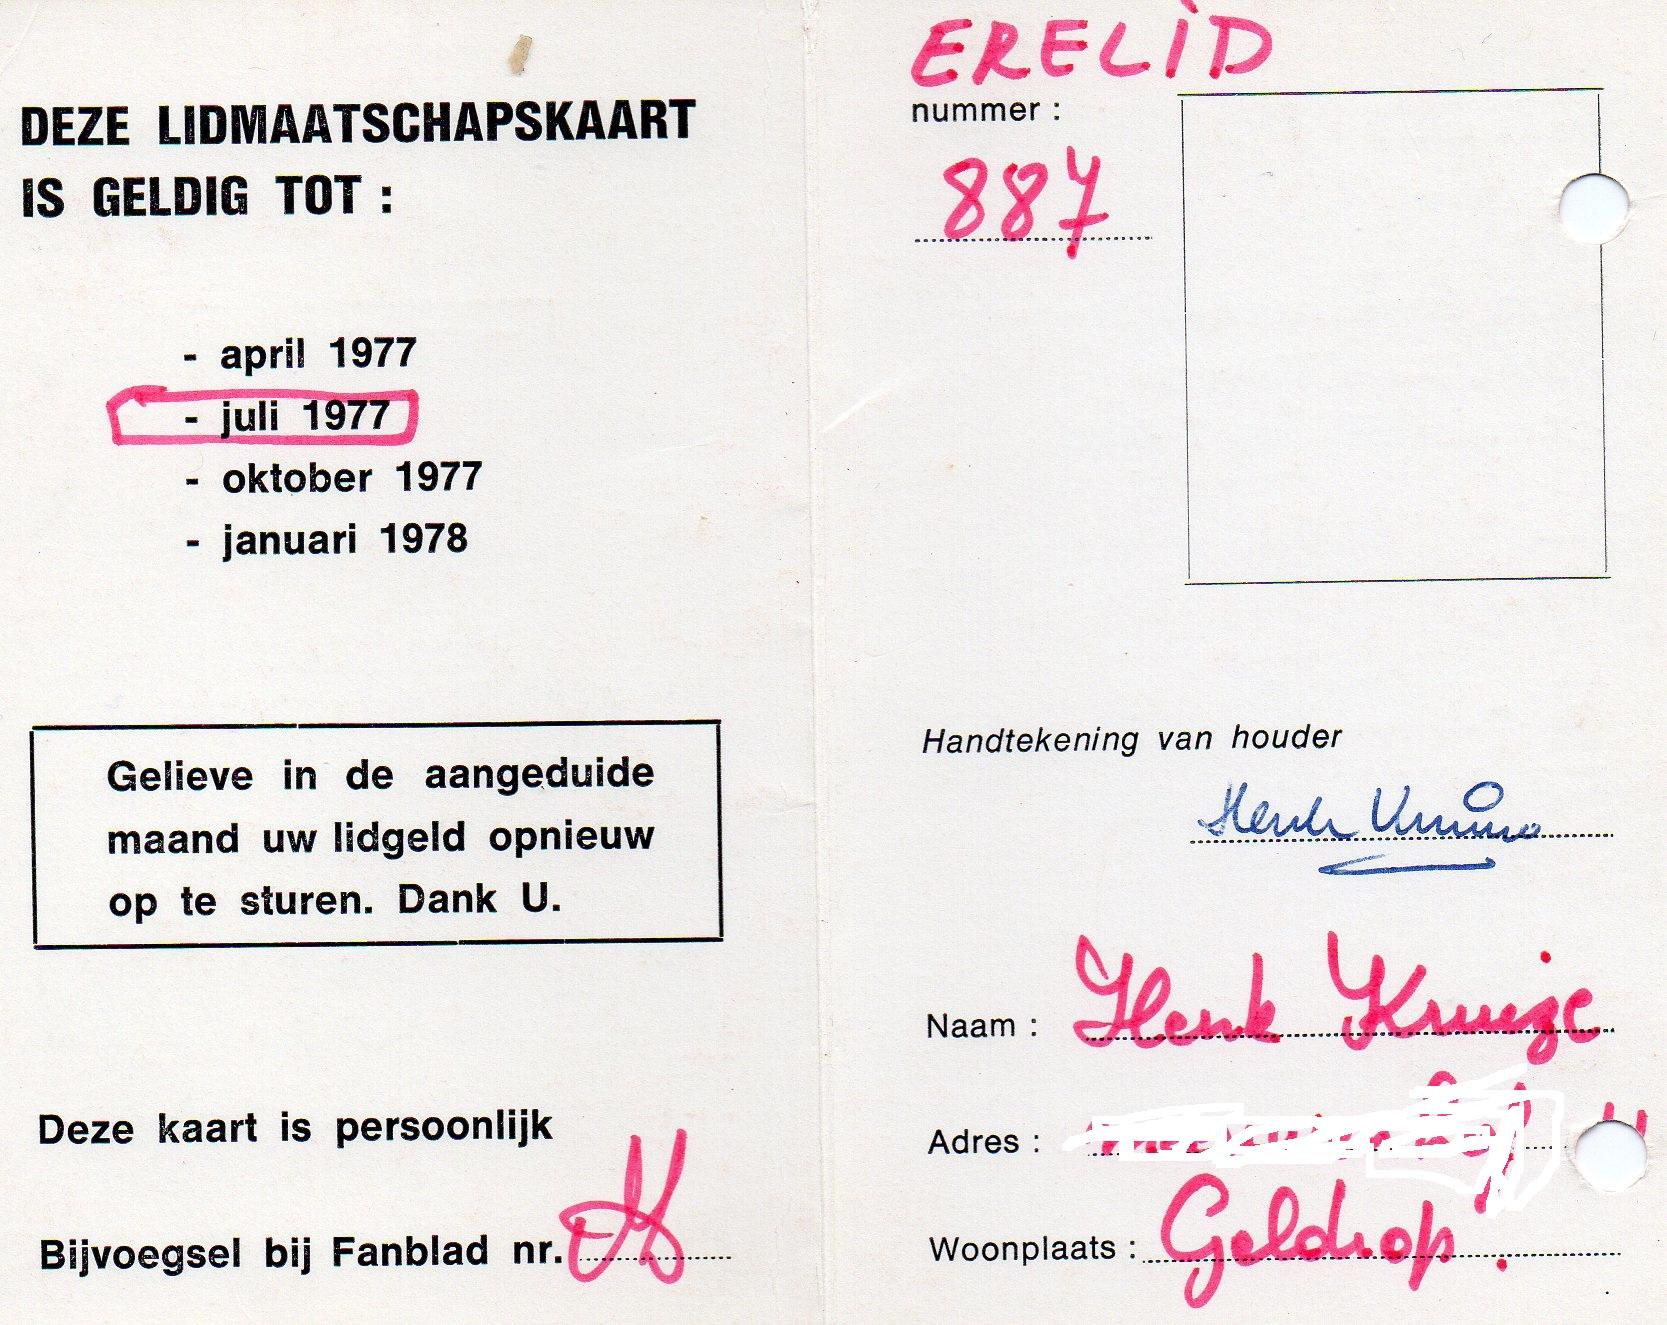 DEZE LIDMAATSCHAPSKAART
IS GELDIG TOT :
- april 1977
- juli 1977
- oktober 1977
- januari 1978
Gelieve in de aangeduide
maand uw lidgeld opnieuw
op te sturen. Dank U.
Deze kaart is persoonlijk
Bijvoegsel bij Fanblad nr.
ERELID
nummer :
887
Handtekening van houder
Naam : Henk Kruize
Adres :
Woonplaats : Geldrop.